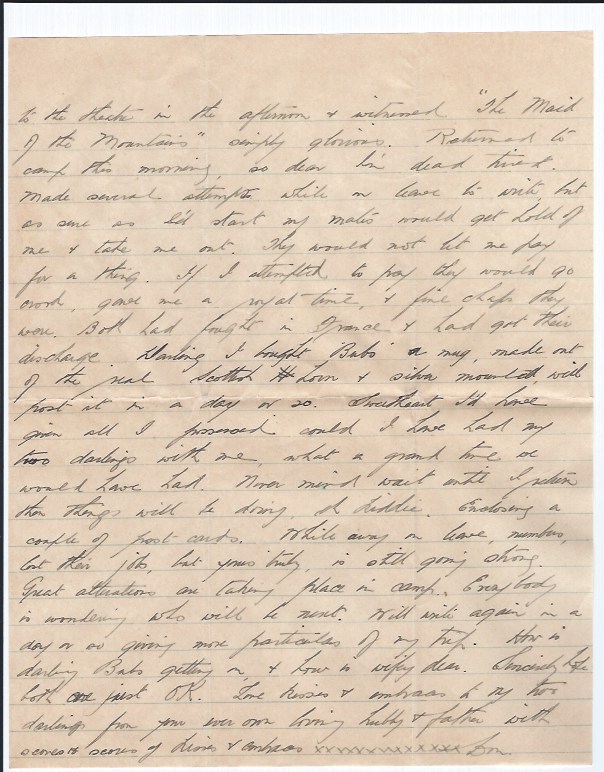 to the theatre in the afternoon & witnessed "The Maid
of the Mountains" simply glorious. Returned to
camp this morning, so dear I'm dead tired.
Made several attempts while on leave to write but
as sure as I'd start my mates would get hold of
me & take me out. They would not let me pay
for a thing. If I attempted to pay they would go
crook, gave me a royal time, & fine chaps they
were. Both had fought in France & had got their
discharge. Darling I bought Babs a mug, made out
of the real Scottish Horn & silver mounted, will
post it in a day or so. Sweetheart I'd have
given all I possessed could I have had my
two darlings with me, what a grand time we
would have had. Never mind wait until I return
then things will be doing eh Liddie. Enclosing a
couple of post cards. While away on leave, numbers,
lost their job, but yours truly, is still going strong.
Great alterations are taking place in camp. Everybody
is wondering who will be next. Will write again in a
day or so giving more particulars of my trip. How is
darling Babs getting on, & how is wifey dear. Sincerely hope
both are just OK. Love kisses & embraces to my two
darlings from your ever own loving hubby & father with
scores & scores of kisses & embraces xxxxxxxxxxxxxxxx